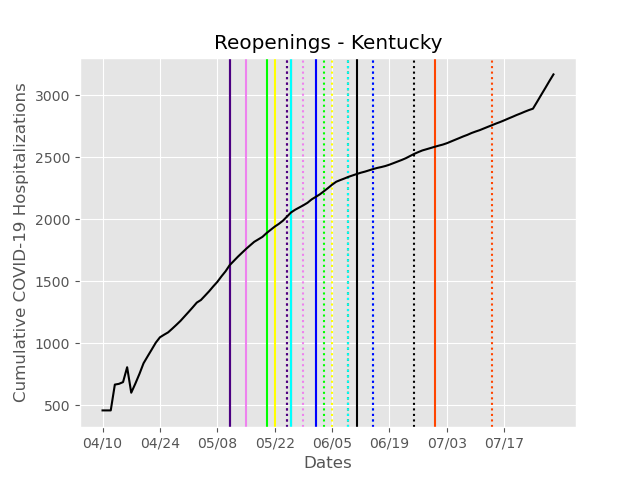 Reopenings - Kentucky
Cumulative COVID-19 Hospitalizations
3000
2500
2000
1500
1000
500
04/10 04/24 05/08 05/22 06/05 06/19 07/03 07/17
Dates